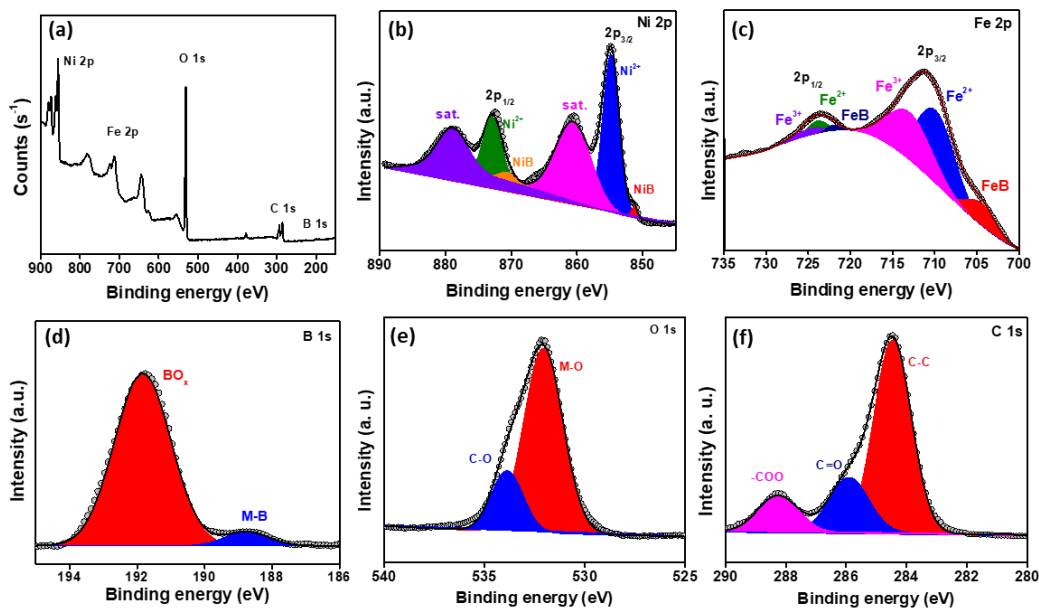 (a)
Ni 2p
O 1s
Fe 2p
C 1s
B 1s
Counts (s⁻¹)
900 800 700 600 500 400 300 200
Binding energy (eV)
(b)
Ni 2p
2p₃/₂
Ni²⁺
sat.
2p₁/₂
sat.
Ni²⁺
NiB
NiB
Intensity (a.u.)
890 880 870 860 850
Binding energy (eV)
(c)
Fe 2p
2p₃/₂
2p₁/₂
Fe³⁺
Fe²⁺
Fe²⁺
Fe³⁺
FeB
FeB
Intensity (a.u.)
735 730 725 720 715 710 705 700
Binding energy (eV)
(d)
B 1s
BOₓ
M-B
Intensity (a.u.)
194 192 190 188 186
Binding energy (eV)
(e)
O 1s
M-O
C-O
Intensity (a.u.)
540 535 530 525
Binding energy (eV)
(f)
C 1s
C-C
C=O
-COO
Intensity (a. u.)
290 288 286 284 282 280
Binding energy (eV)